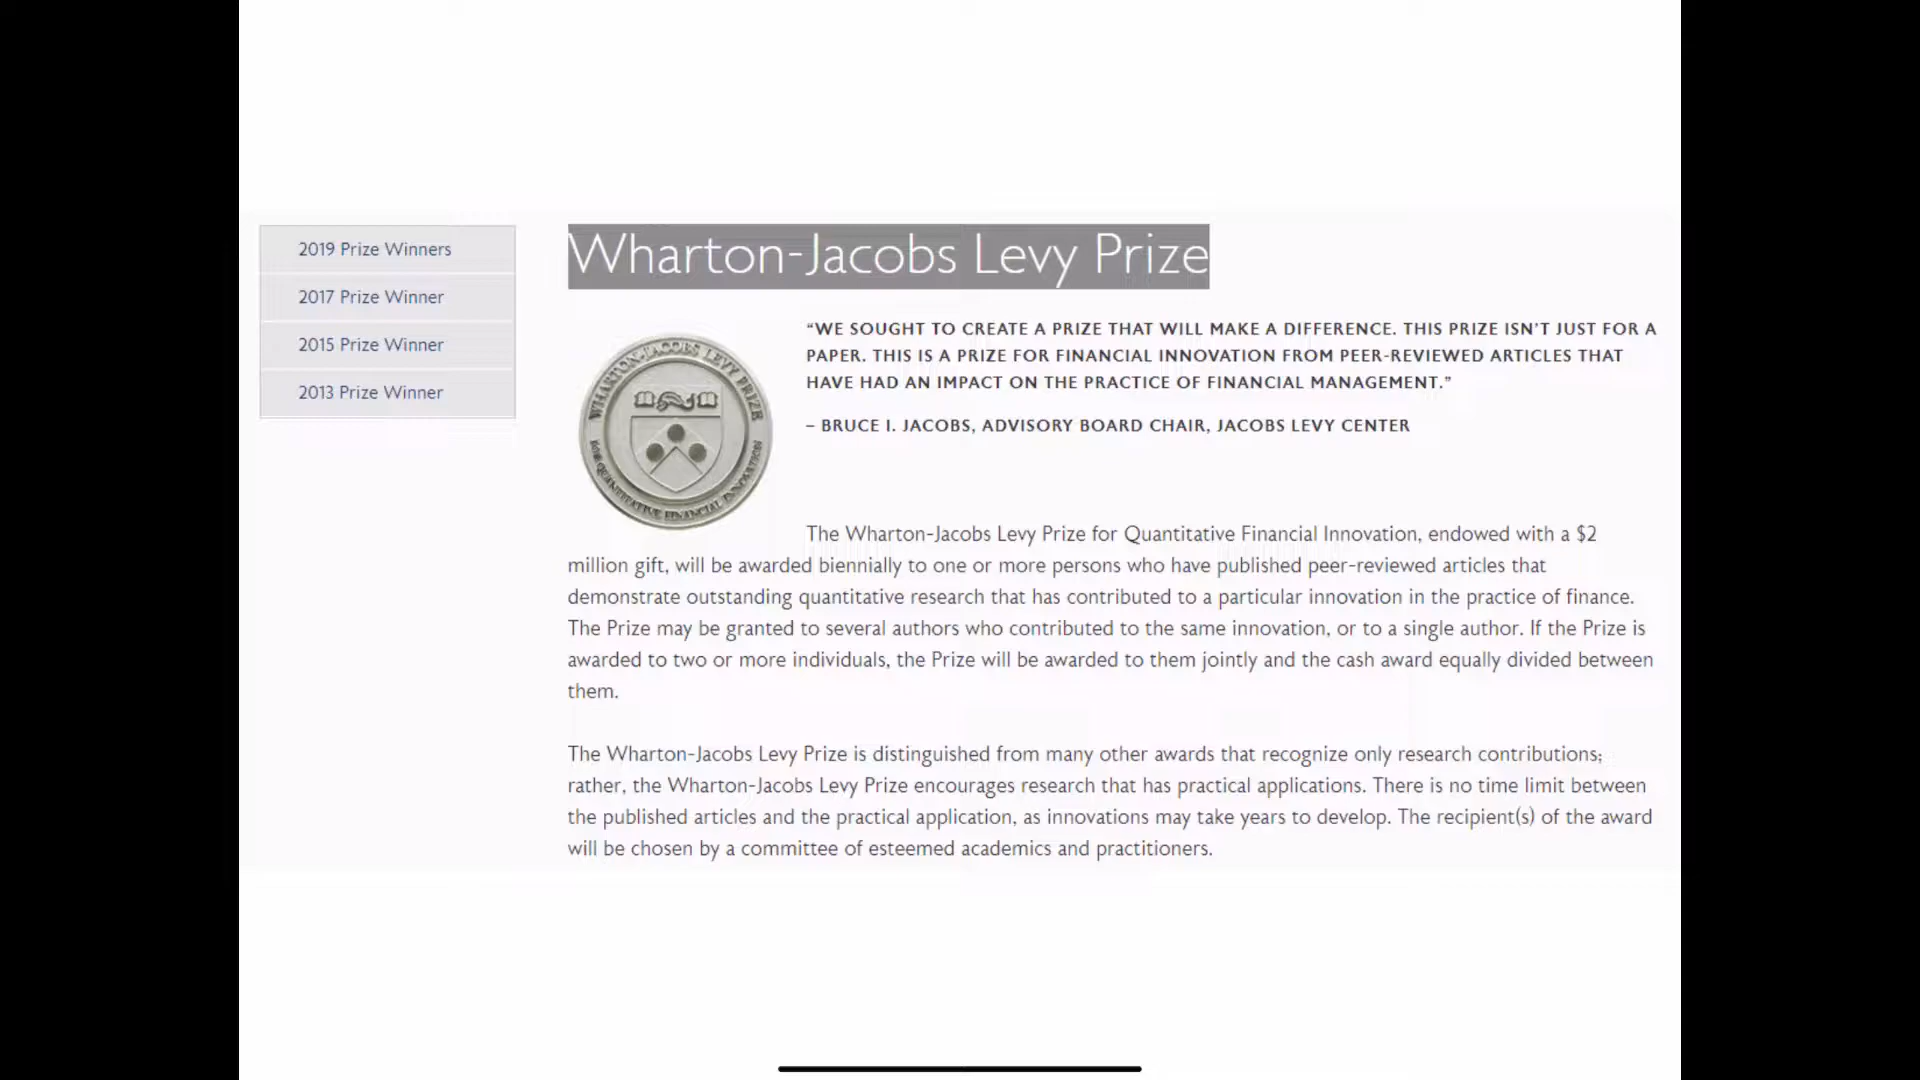 2019 Prize Winners
2017 Prize Winner
2015 Prize Winner
2013 Prize Winner
Wharton-Jacobs Levy Prize
WHARTON-JACOBS LEVY PRIZE
FOR QUANTITATIVE FINANCIAL INNOVATION
“WE SOUGHT TO CREATE A PRIZE THAT WILL MAKE A DIFFERENCE. THIS PRIZE ISN’T JUST FOR A
PAPER. THIS IS A PRIZE FOR FINANCIAL INNOVATION FROM PEER-REVIEWED ARTICLES THAT
HAVE HAD AN IMPACT ON THE PRACTICE OF FINANCIAL MANAGEMENT.”
– BRUCE I. JACOBS, ADVISORY BOARD CHAIR, JACOBS LEVY CENTER
The Wharton-Jacobs Levy Prize for Quantitative Financial Innovation, endowed with a $2
million gift, will be awarded biennially to one or more persons who have published peer-reviewed articles that
demonstrate outstanding quantitative research that has contributed to a particular innovation in the practice of finance.
The Prize may be granted to several authors who contributed to the same innovation, or to a single author. If the Prize is
awarded to two or more individuals, the Prize will be awarded to them jointly and the cash award equally divided between
them.
The Wharton-Jacobs Levy Prize is distinguished from many other awards that recognize only research contributions;
rather, the Wharton-Jacobs Levy Prize encourages research that has practical applications. There is no time limit between
the published articles and the practical application, as innovations may take years to develop. The recipient(s) of the award
will be chosen by a committee of esteemed academics and practitioners.